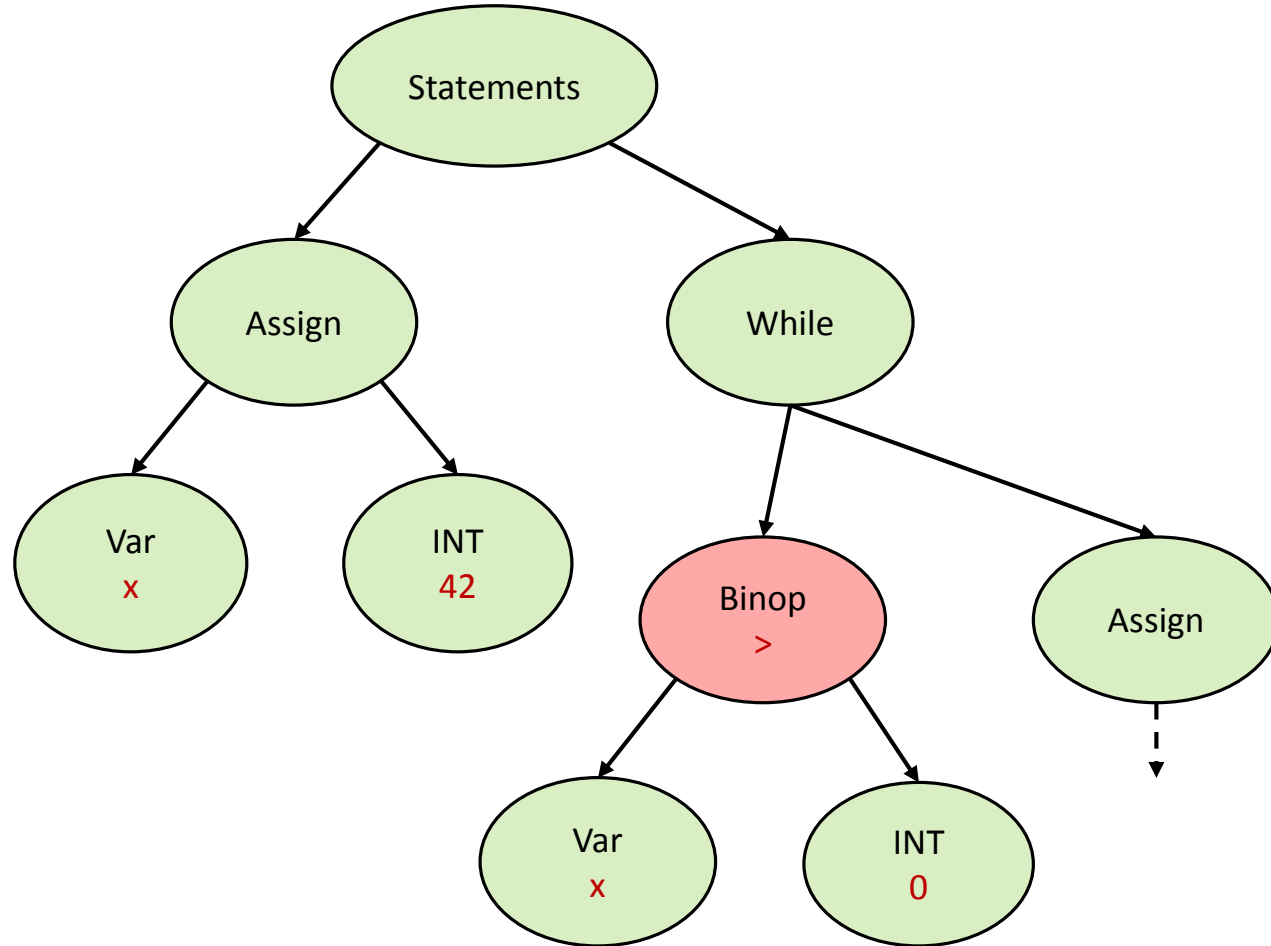 Statements
Assign
While
Var
x
INT
42
Binop
>
Assign
Var
x
INT
0